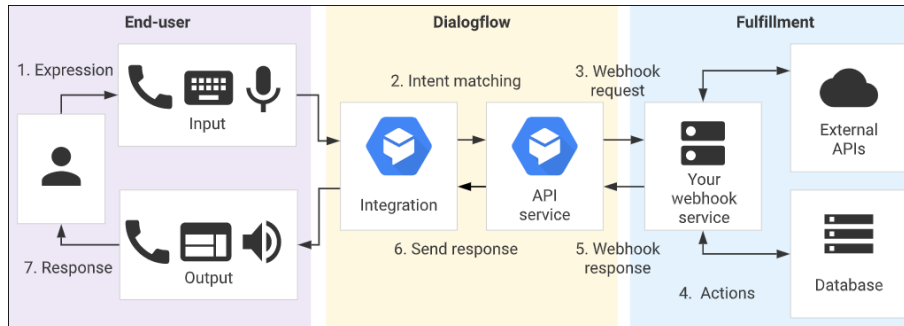 End-user
Dialogflow
Fulfillment
1. Expression
Input
2. Intent matching
3. Webhook
request
External
APIs
Integration
API
service
Your
webhook
service
7. Response
Output
6. Send response
5. Webhook
response
4. Actions
Database